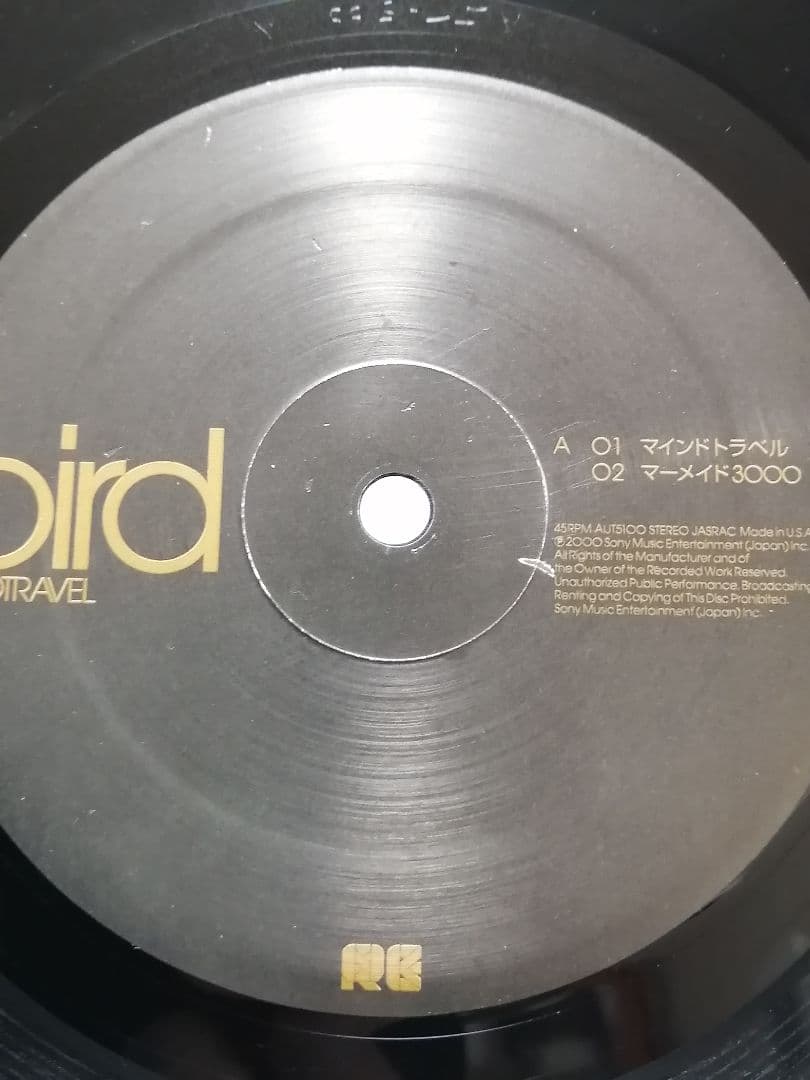 bird
DTRAVEL
A 01 マインドトラベル
02 マーメイド3000
45RPM AUT5100 STEREO JASRAC Made in U.S.A
℗2000 Sony Music Entertainment (Japan) Inc.
All Rights of the Manufacturer and of
the Owner of the Recorded Work Reserved.
Unauthorized Public Performance, Broadcasting
Renting and Copying of This Disc Prohibited.
Sony Music Entertainment (Japan) Inc.